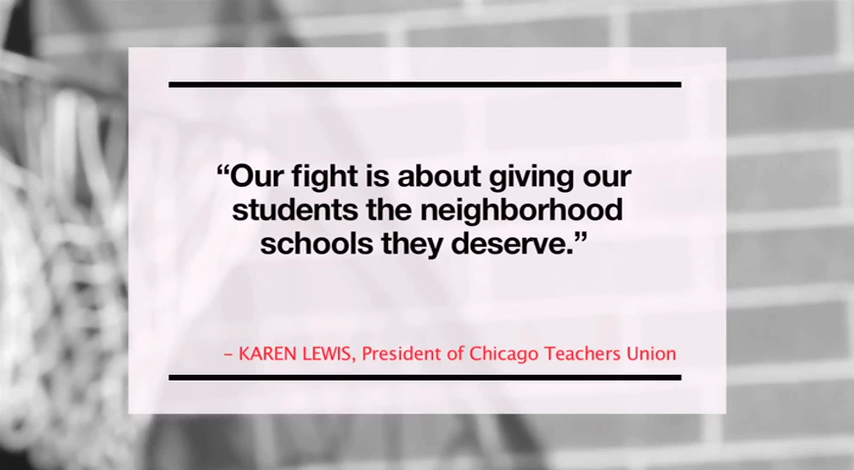 “Our fight is about giving our
students the neighborhood
schools they deserve.”
– KAREN LEWIS, President of Chicago Teachers Union